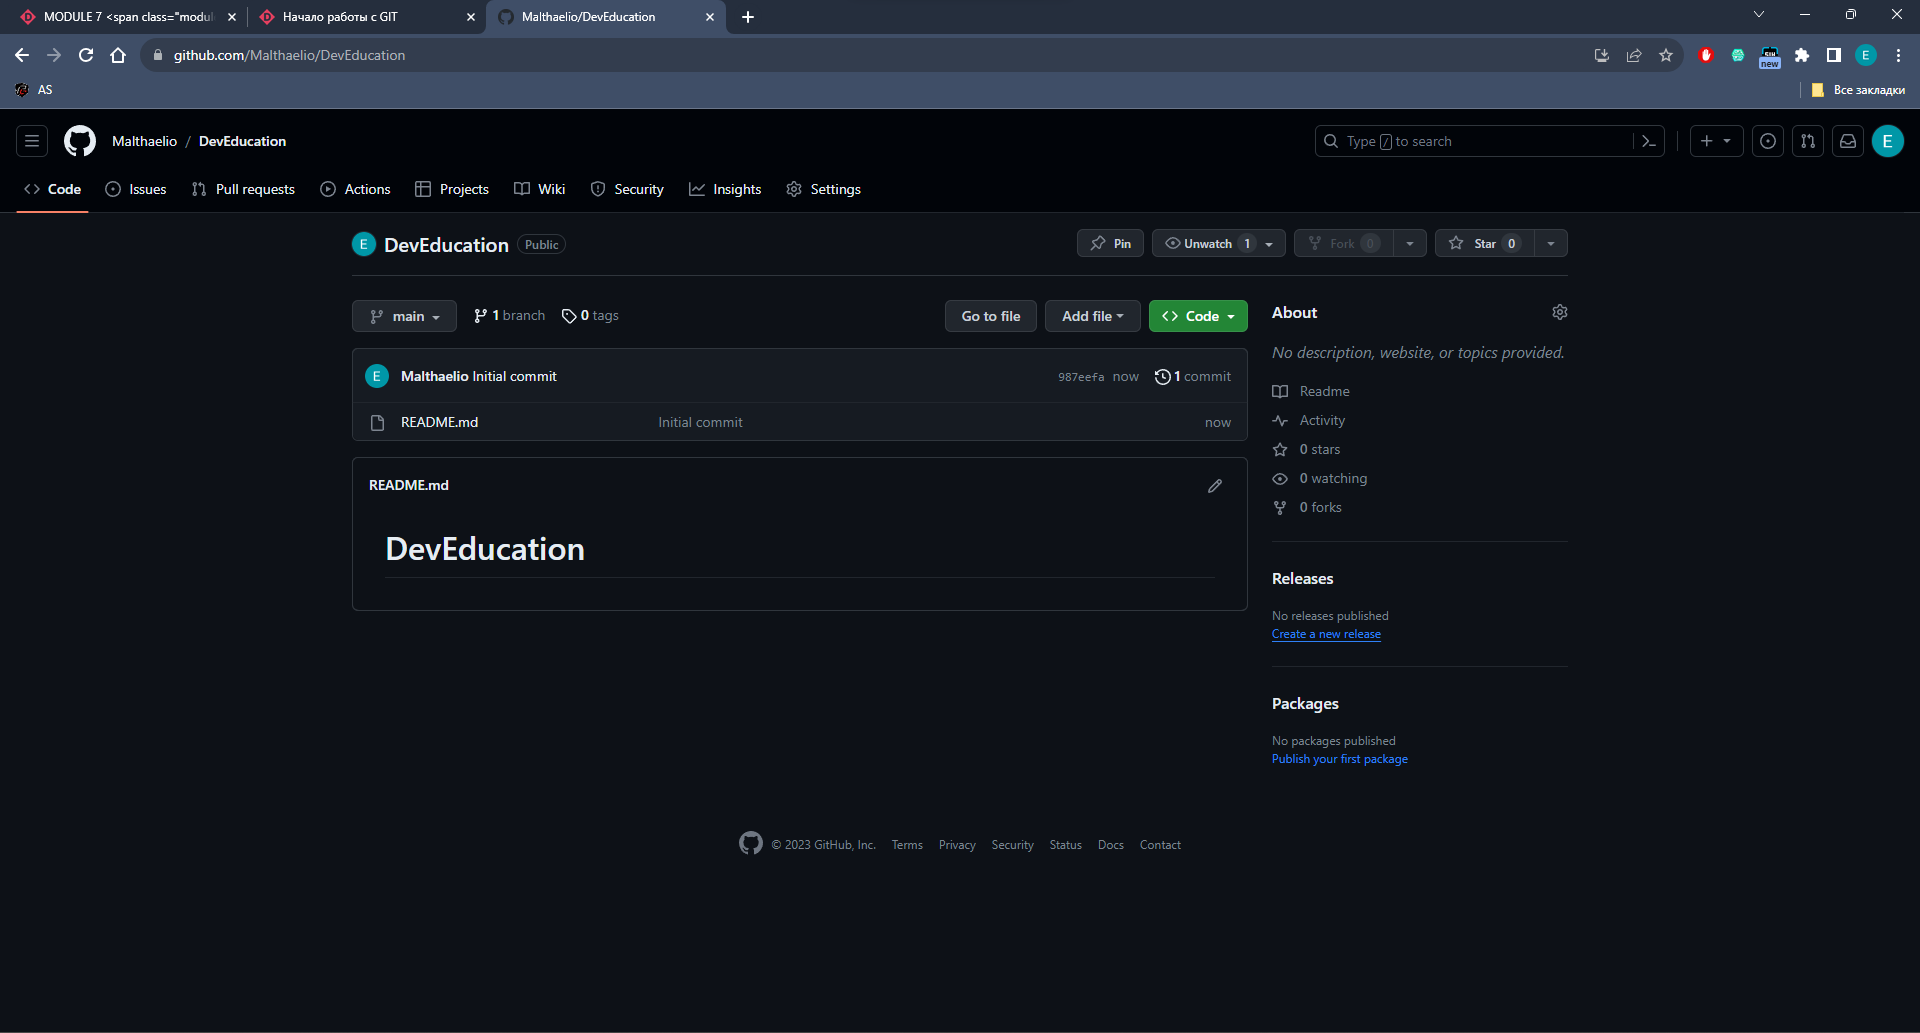 MODULE 7 <span class="modul
Начало работы с GIT
Malthaelio/DevEducation
github.com/Malthaelio/DevEducation
new
E
AS
Все закладки
Malthaelio / DevEducation
Type / to search
E
Code
Issues
Pull requests
Actions
Projects
Wiki
Security
Insights
Settings
E
DevEducation
Public
Pin
Unwatch 1
Fork 0
Star 0
main
1 branch
0 tags
Go to file
Add file
Code
E
Malthaelio Initial commit
987eefa now
1 commit
README.md
Initial commit
now
README.md
DevEducation
About
No description, website, or topics provided.
Readme
Activity
0 stars
0 watching
0 forks
Releases
No releases published
Create a new release
Packages
No packages published
Publish your first package
© 2023 GitHub, Inc.
Terms
Privacy
Security
Status
Docs
Contact